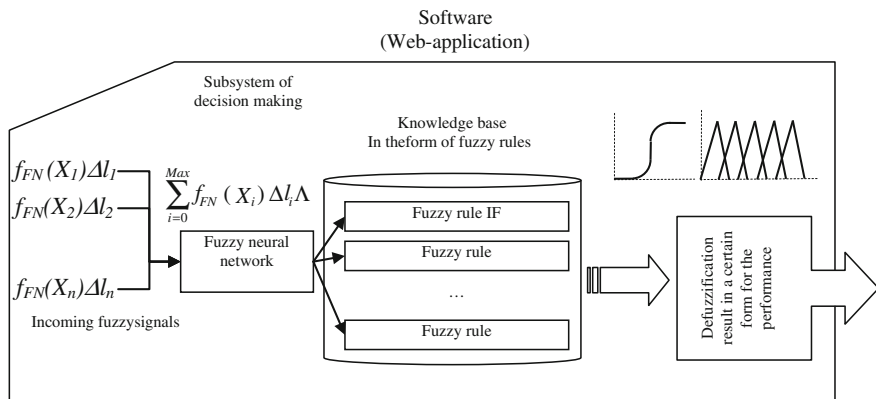 Software
(Web-application)
Subsystem of
decision making
Knowledge base
In theform of fuzzy rules
f_FN(X_1)Δl_1
f_FN(X_2)Δl_2
f_FN(X_n)Δl_n
Incoming fuzzysignals
Max
∑ f_FN (X_i) Δl_i Λ
i=0
Fuzzy neural
network
Fuzzy rule IF
Fuzzy rule
…
Fuzzy rule
Defuzzification
result in a certain
form for the
performance